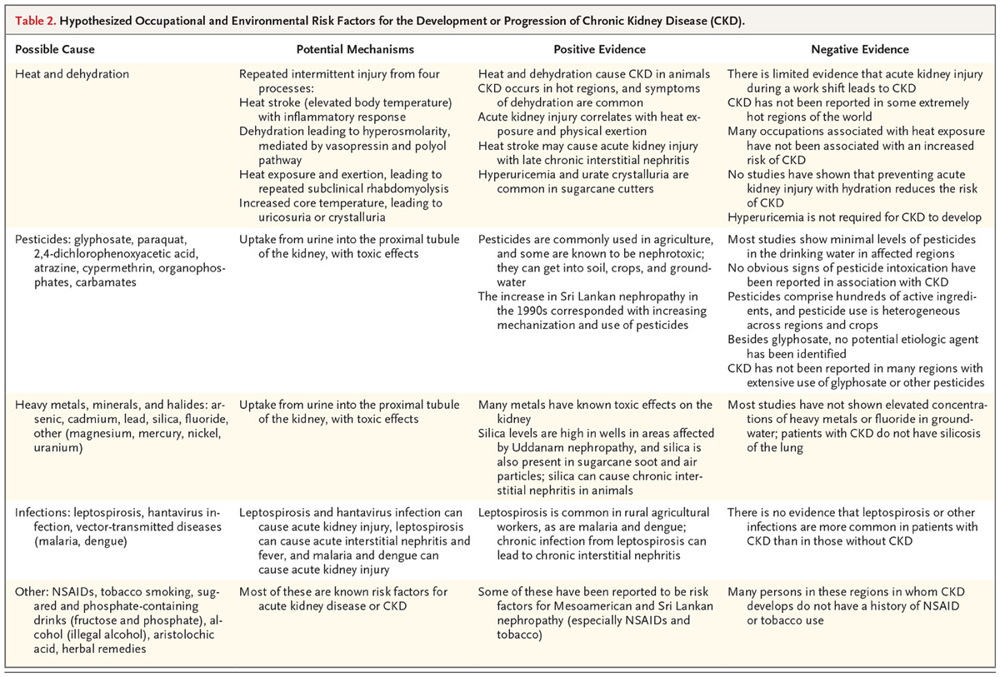 Table 2. Hypothesized Occupational and Environmental Risk Factors for the Development or Progression of Chronic Kidney Disease (CKD).
Possible Cause
Potential Mechanisms
Positive Evidence
Negative Evidence
Heat and dehydration
Repeated intermittent injury from four
processes:
Heat stroke (elevated body temperature)
with inflammatory response
Dehydration leading to hyperosmolarity,
mediated by vasopressin and polyol
pathway
Heat exposure and exertion, leading to
repeated subclinical rhabdomyolysis
Increased core temperature, leading to
uricosuria or crystalluria
Heat and dehydration cause CKD in animals
CKD occurs in hot regions, and symptoms
of dehydration are common
Acute kidney injury correlates with heat ex-
posure and physical exertion
Heat stroke may cause acute kidney injury
with late chronic interstitial nephritis
Hyperuricemia and urate crystalluria are
common in sugarcane cutters
There is limited evidence that acute kidney injury
during a work shift leads to CKD
CKD has not been reported in some extremely
hot regions of the world
Many occupations associated with heat exposure
have not been associated with an increased
risk of CKD
No studies have shown that preventing acute
kidney injury with hydration reduces the risk
of CKD
Hyperuricemia is not required for CKD to develop
Pesticides: glyphosate, paraquat,
2,4-dichlorophenoxyacetic acid,
atrazine, cypermethrin, organophos-
phates, carbamates
Uptake from urine into the proximal tubule
of the kidney, with toxic effects
Pesticides are commonly used in agriculture,
and some are known to be nephrotoxic;
they can get into soil, crops, and ground-
water
The increase in Sri Lankan nephropathy in
the 1990s corresponded with increasing
mechanization and use of pesticides
Most studies show minimal levels of pesticides
in the drinking water in affected regions
No obvious signs of pesticide intoxication have
been reported in association with CKD
Pesticides comprise hundreds of active ingredi-
ents, and pesticide use is heterogeneous
across regions and crops
Besides glyphosate, no potential etiologic agent
has been identified
CKD has not been reported in many regions with
extensive use of glyphosate or other pesticides
Heavy metals, minerals, and halides: ar-
senic, cadmium, lead, silica, fluoride,
other (magnesium, mercury, nickel,
uranium)
Uptake from urine into the proximal tubule
of the kidney, with toxic effects
Many metals have known toxic effects on the
kidney
Silica levels are high in wells in areas affected
by Uddanam nephropathy, and silica is
also present in sugarcane soot and air
particles; silica can cause chronic inter-
stitial nephritis in animals
Most studies have not shown elevated concentra-
tions of heavy metals or fluoride in ground-
water; patients with CKD do not have silicosis
of the lung
Infections: leptospirosis, hantavirus in-
fection, vector-transmitted diseases
(malaria, dengue)
Leptospirosis and hantavirus infection can
cause acute kidney injury, leptospirosis
can cause acute interstitial nephritis and
fever, and malaria and dengue can
cause acute kidney injury
Leptospirosis is common in rural agricultural
workers, as are malaria and dengue;
chronic infection from leptospirosis can
lead to chronic interstitial nephritis
There is no evidence that leptospirosis or other
infections are more common in patients with
CKD than in those without CKD
Other: NSAIDs, tobacco smoking, sug-
ared and phosphate-containing
drinks (fructose and phosphate), al-
cohol (illegal alcohol), aristolochic
acid, herbal remedies
Most of these are known risk factors for
acute kidney disease or CKD
Some of these have been reported to be risk
factors for Mesoamerican and Sri Lankan
nephropathy (especially NSAIDs and
tobacco)
Many persons in these regions in whom CKD
develops do not have a history of NSAID
or tobacco use